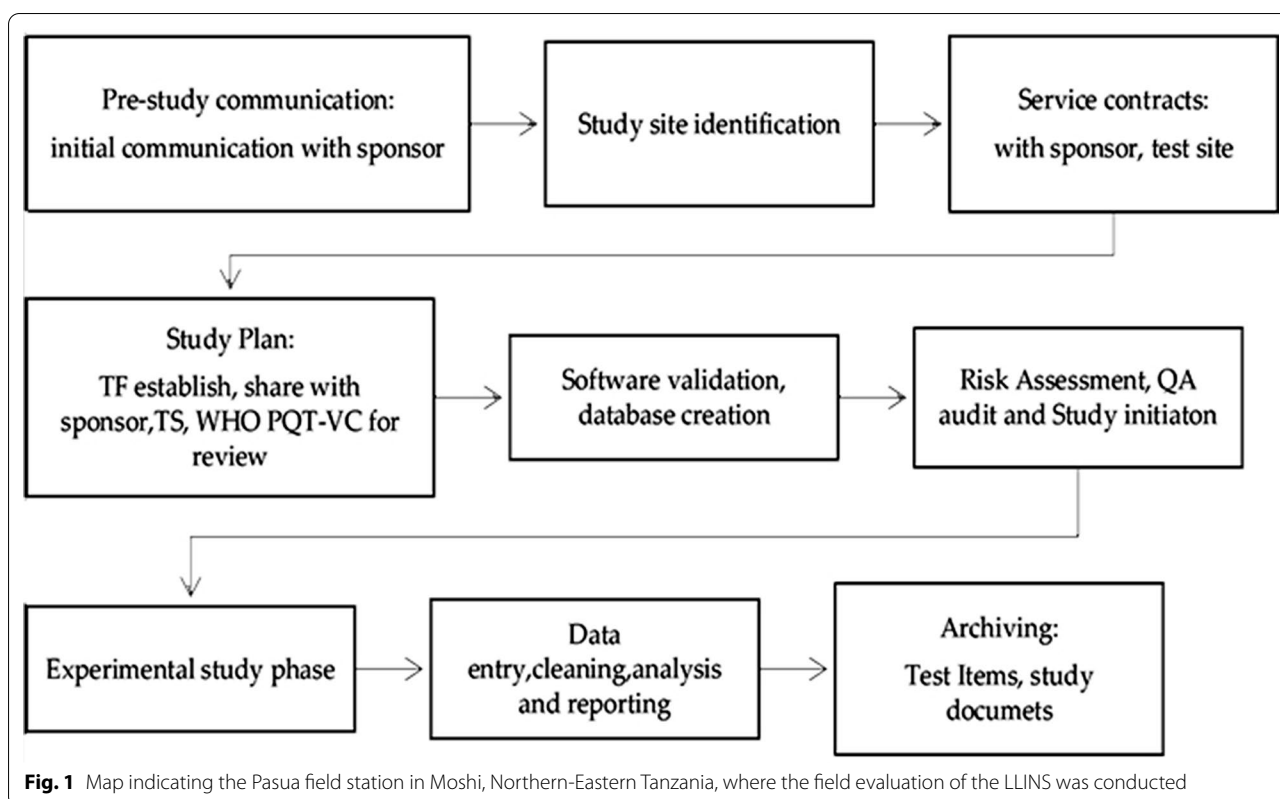 Pre-study communication:
initial communication with sponsor
Study site identification
Service contracts:
with sponsor, test site
Study Plan:
TF establish, share with
sponsor,TS, WHO PQT-VC for
review
Software validation,
database creation
Risk Assessment, QA
audit and Study initiaton
Experimental study phase
Data
entry,cleaning,analysis
and reporting
Archiving:
Test Items, study
documets
Fig. 1 Map indicating the Pasua field station in Moshi, Northern-Eastern Tanzania, where the field evaluation of the LLINS was conducted